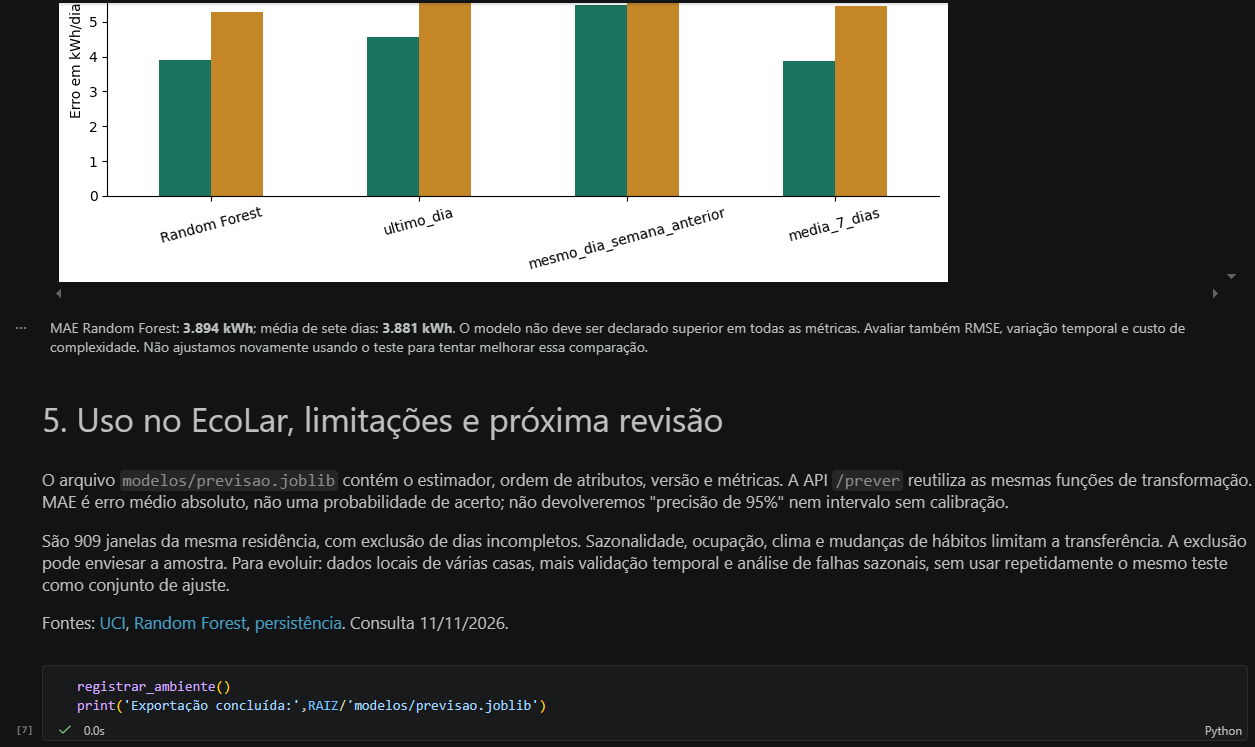 Erro em kWh/dia
5
4
3
2
1
0
Random Forest
ultimo_dia
mesmo_dia_semana_anterior
media_7_dias
...
MAE Random Forest: 3.894 kWh; média de sete dias: 3.881 kWh. O modelo não deve ser declarado superior em todas as métricas. Avaliar também RMSE, variação temporal e custo de
complexidade. Não ajustamos novamente usando o teste para tentar melhorar essa comparação.
5. Uso no EcoLar, limitações e próxima revisão
O arquivo modelos/previsao.joblib contém o estimador, ordem de atributos, versão e métricas. A API /prever reutiliza as mesmas funções de transformação.
MAE é erro médio absoluto, não uma probabilidade de acerto; não devolveremos "precisão de 95%" nem intervalo sem calibração.
São 909 janelas da mesma residência, com exclusão de dias incompletos. Sazonalidade, ocupação, clima e mudanças de hábitos limitam a transferência. A exclusão
pode enviesar a amostra. Para evoluir: dados locais de várias casas, mais validação temporal e análise de falhas sazonais, sem usar repetidamente o mesmo teste
como conjunto de ajuste.
Fontes: UCI, Random Forest, persistência. Consulta 11/11/2026.
registrar_ambiente()
print('Exportação concluída:',RAIZ/'modelos/previsao.joblib')
[7]
0.0s
Python